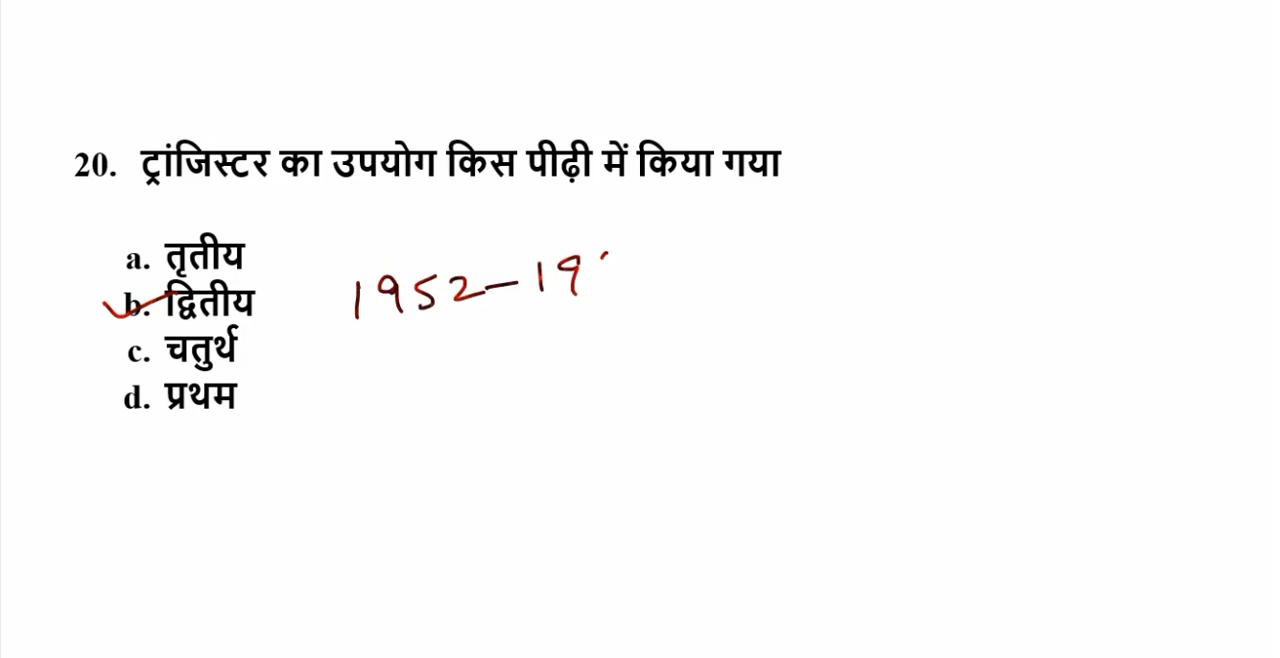 20. ट्रांजिस्टर का उपयोग किस पीढ़ी में किया गया
a. तृतीय
b. द्वितीय 1952-19
c. चतुर्थ
d. प्रथम